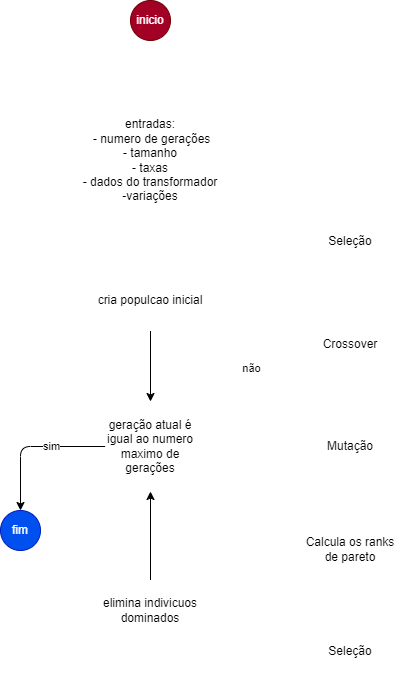 inicio
entradas:
- numero de gerações
- tamanho
- taxas
- dados do transformador
-variações
Seleção
cria populcao inicial
Crossover
não
geração atual é
igual ao numero
maximo de
gerações
sim
Mutação
fim
Calcula os ranks
de pareto
elimina indivicuos
dominados
Seleção